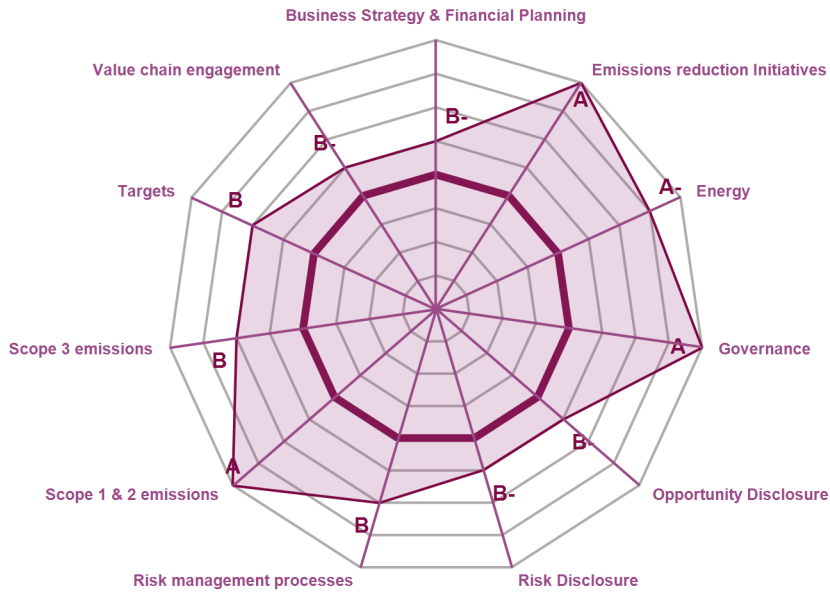 Business Strategy & Financial Planning
Value chain engagement
Emissions reduction Initiatives
A
B-
B-
Targets
B
A-
Energy
Scope 3 emissions
B
A
Governance
B-
Opportunity Disclosure
A
Scope 1 & 2 emissions
B-
B
Risk management processes
Risk Disclosure